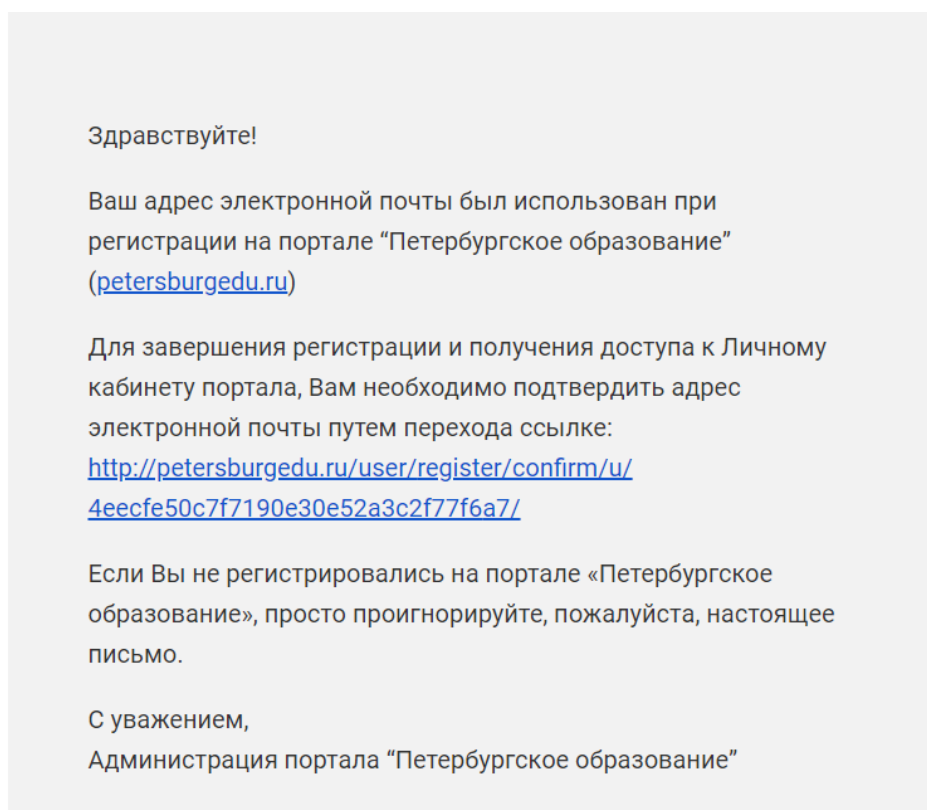 Здравствуйте!
Ваш адрес электронной почты был использован при
регистрации на портале “Петербургское образование”
(petersburgedu.ru)
Для завершения регистрации и получения доступа к Личному
кабинету портала, Вам необходимо подтвердить адрес
электронной почты путем перехода ссылке:
http://petersburgedu.ru/user/register/confirm/u/
4eecfe50c7f7190e30e52a3c2f77f6a7/
Если Вы не регистрировались на портале «Петербургское
образование», просто проигнорируйте, пожалуйста, настоящее
письмо.
С уважением,
Администрация портала “Петербургское образование”